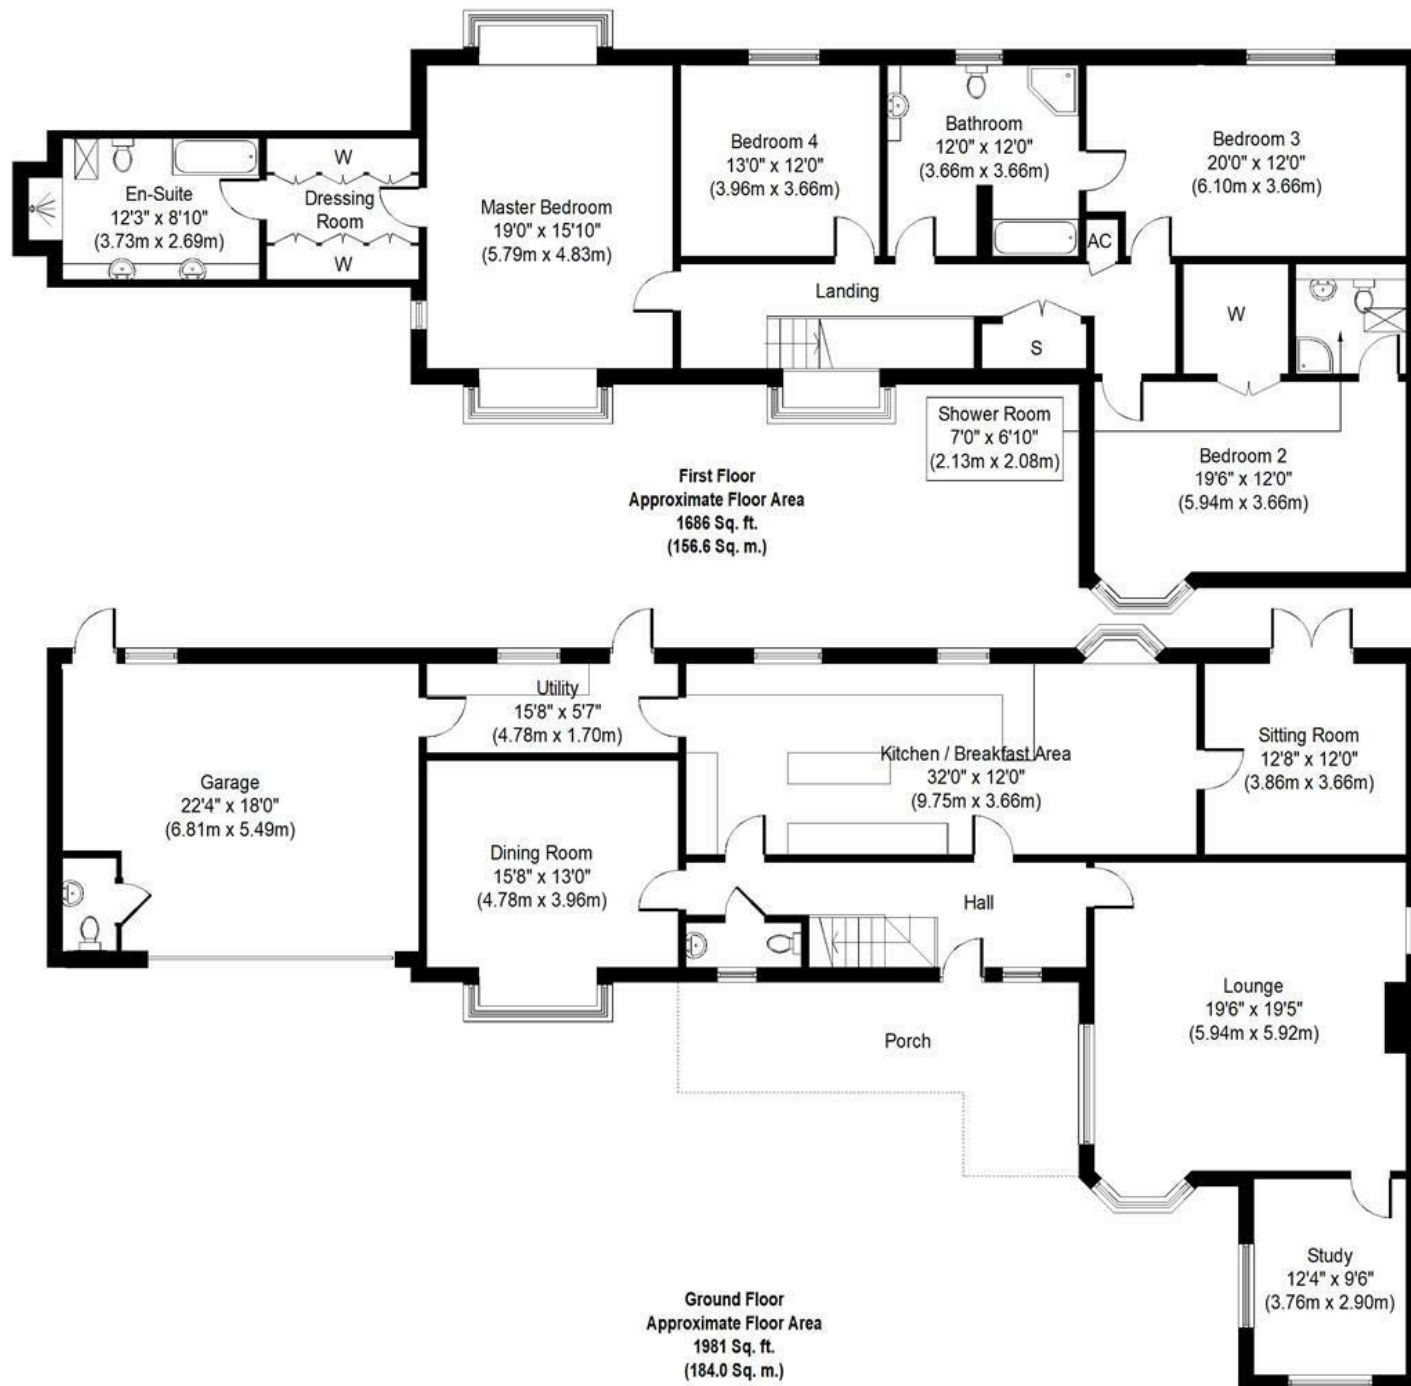 En-Suite
12'3" x 8'10"
(3.73m x 2.69m)
W
Dressing
Room
W
Master Bedroom
19'0" x 15'10"
(5.79m x 4.83m)
Bedroom 4
13'0" x 12'0"
(3.96m x 3.66m)
Bathroom
12'0" x 12'0"
(3.66m x 3.66m)
Bedroom 3
20'0" x 12'0"
(6.10m x 3.66m)
AC
Landing
S
W
Shower Room
7'0" x 6'10"
(2.13m x 2.08m)
Bedroom 2
19'6" x 12'0"
(5.94m x 3.66m)
First Floor
Approximate Floor Area
1686 Sq. ft.
(156.6 Sq. m.)
Utility
15'8" x 5'7"
(4.78m x 1.70m)
Garage
22'4" x 18'0"
(6.81m x 5.49m)
Kitchen / Breakfast Area
32'0" x 12'0"
(9.75m x 3.66m)
Sitting Room
12'8" x 12'0"
(3.86m x 3.66m)
Dining Room
15'8" x 13'0"
(4.78m x 3.96m)
Hall
Lounge
19'6" x 19'5"
(5.94m x 5.92m)
Porch
Study
12'4" x 9'6"
(3.76m x 2.90m)
Ground Floor
Approximate Floor Area
1981 Sq. ft.
(184.0 Sq. m.)